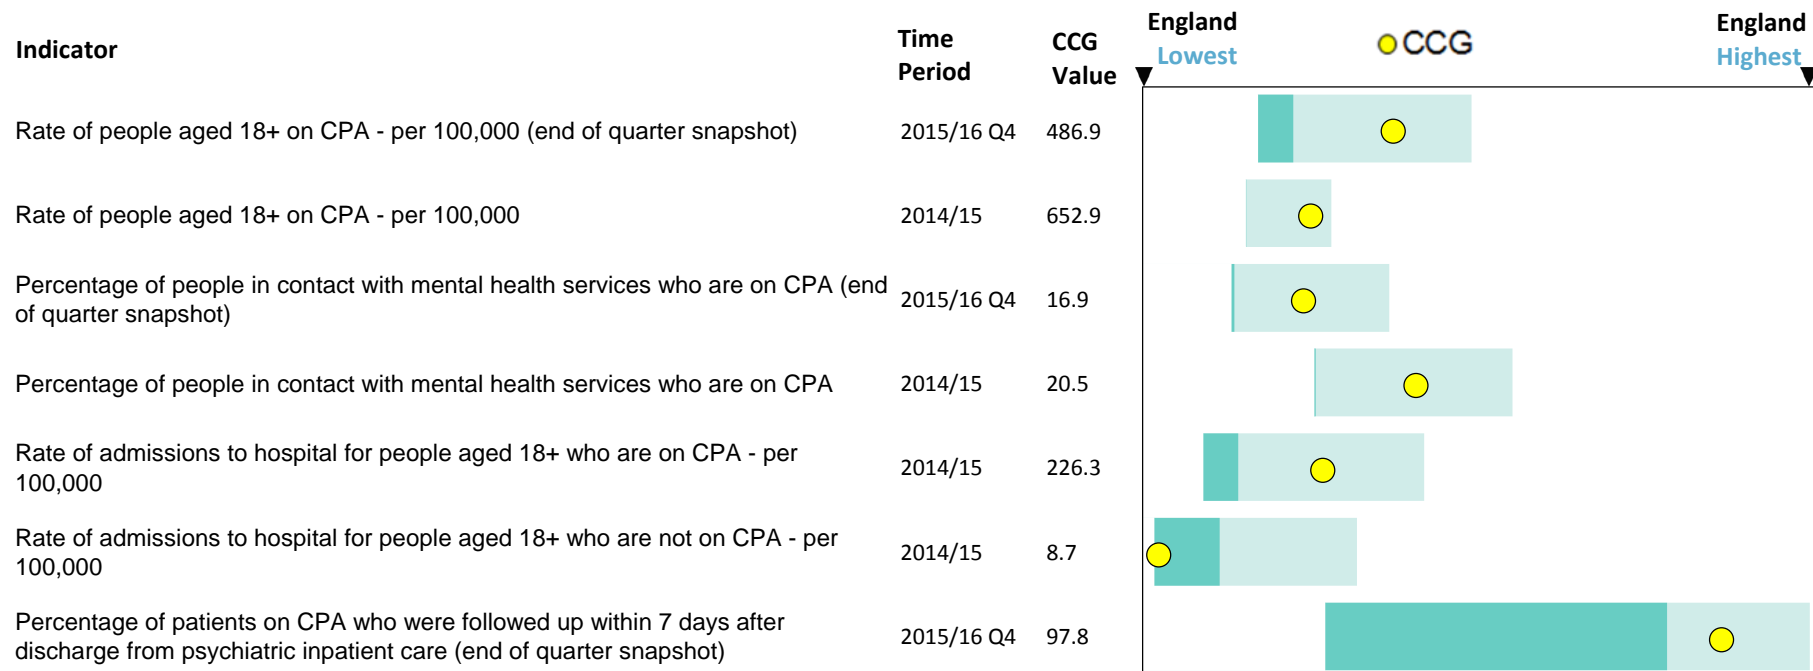 Indicator
Time
Period
CCG
Value
England
Lowest
CCG
England
Highest
Rate of people aged 18+ on CPA - per 100,000 (end of quarter snapshot)
2015/16 Q4
486.9
Rate of people aged 18+ on CPA - per 100,000
2014/15
652.9
Percentage of people in contact with mental health services who are on CPA (end
of quarter snapshot)
2015/16 Q4
16.9
Percentage of people in contact with mental health services who are on CPA
2014/15
20.5
Rate of admissions to hospital for people aged 18+ who are on CPA - per
100,000
2014/15
226.3
Rate of admissions to hospital for people aged 18+ who are not on CPA - per
100,000
2014/15
8.7
Percentage of patients on CPA who were followed up within 7 days after
discharge from psychiatric inpatient care (end of quarter snapshot)
2015/16 Q4
97.8